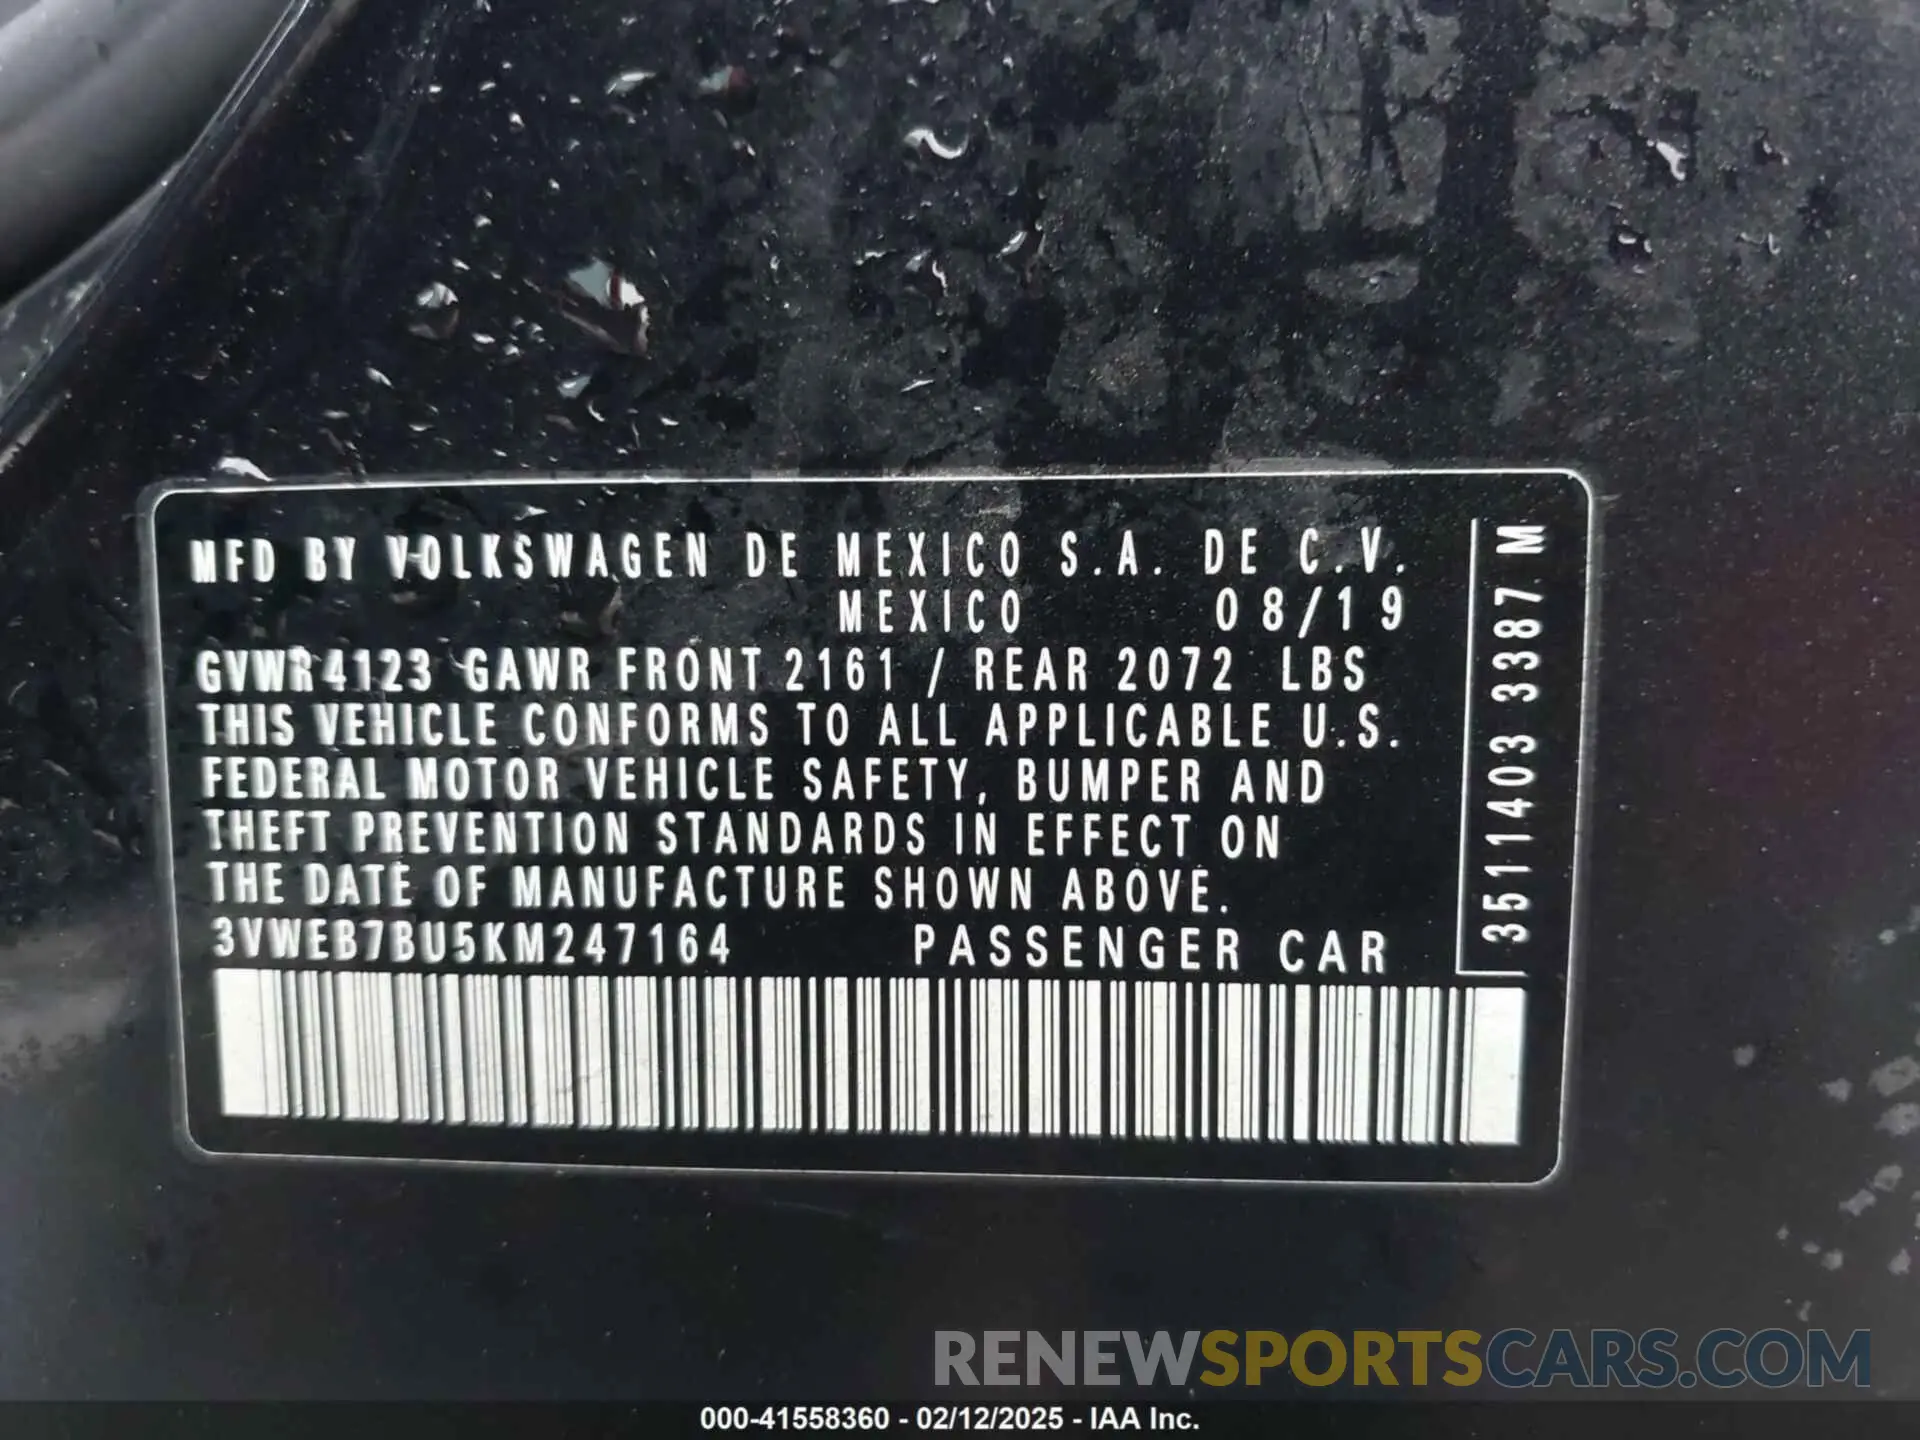 MFD BY VOLKSWAGEN DE MEXICO S.A. DE C.V.
MEXICO 08/19
GVWR 4123 GAWR FRONT 2161 / REAR 2072 LBS
THIS VEHICLE CONFORMS TO ALL APPLICABLE U.S.
FEDERAL MOTOR VEHICLE SAFETY, BUMPER AND
THEFT PREVENTION STANDARDS IN EFFECT ON
THE DATE OF MANUFACTURE SHOWN ABOVE.
3VWEB7BU5KM247164 PASSENGER CAR
3511403 3387 M
RENEWSPORTSCARS.COM
000-41558360 - 02/12/2025 - IAA Inc.